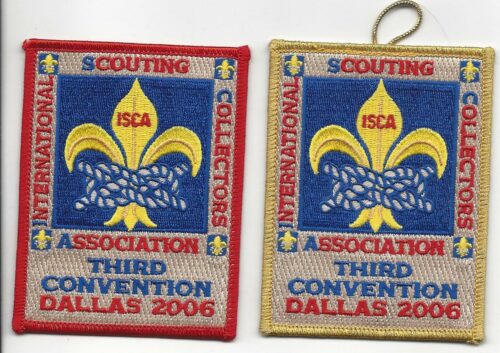 SCOUTING
INTERNATIONAL
COLLECTORS
ISCA
ASSOCIATION
THIRD
CONVENTION
DALLAS 2006
SCOUTING
INTERNATIONAL
COLLECTORS
ISCA
ASSOCIATION
THIRD
CONVENTION
DALLAS 2006